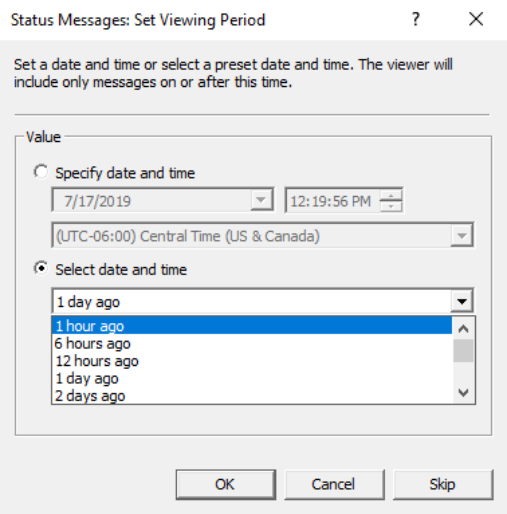 Status Messages: Set Viewing Period
Set a date and time or select a preset date and time. The viewer will
include only messages on or after this time.
Value
Specify date and time
7/17/2019
12:19:56 PM
(UTC-06:00) Central Time (US & Canada)
Select date and time
1 day ago
1 hour ago
6 hours ago
12 hours ago
1 day ago
2 days ago
OK
Cancel
Skip